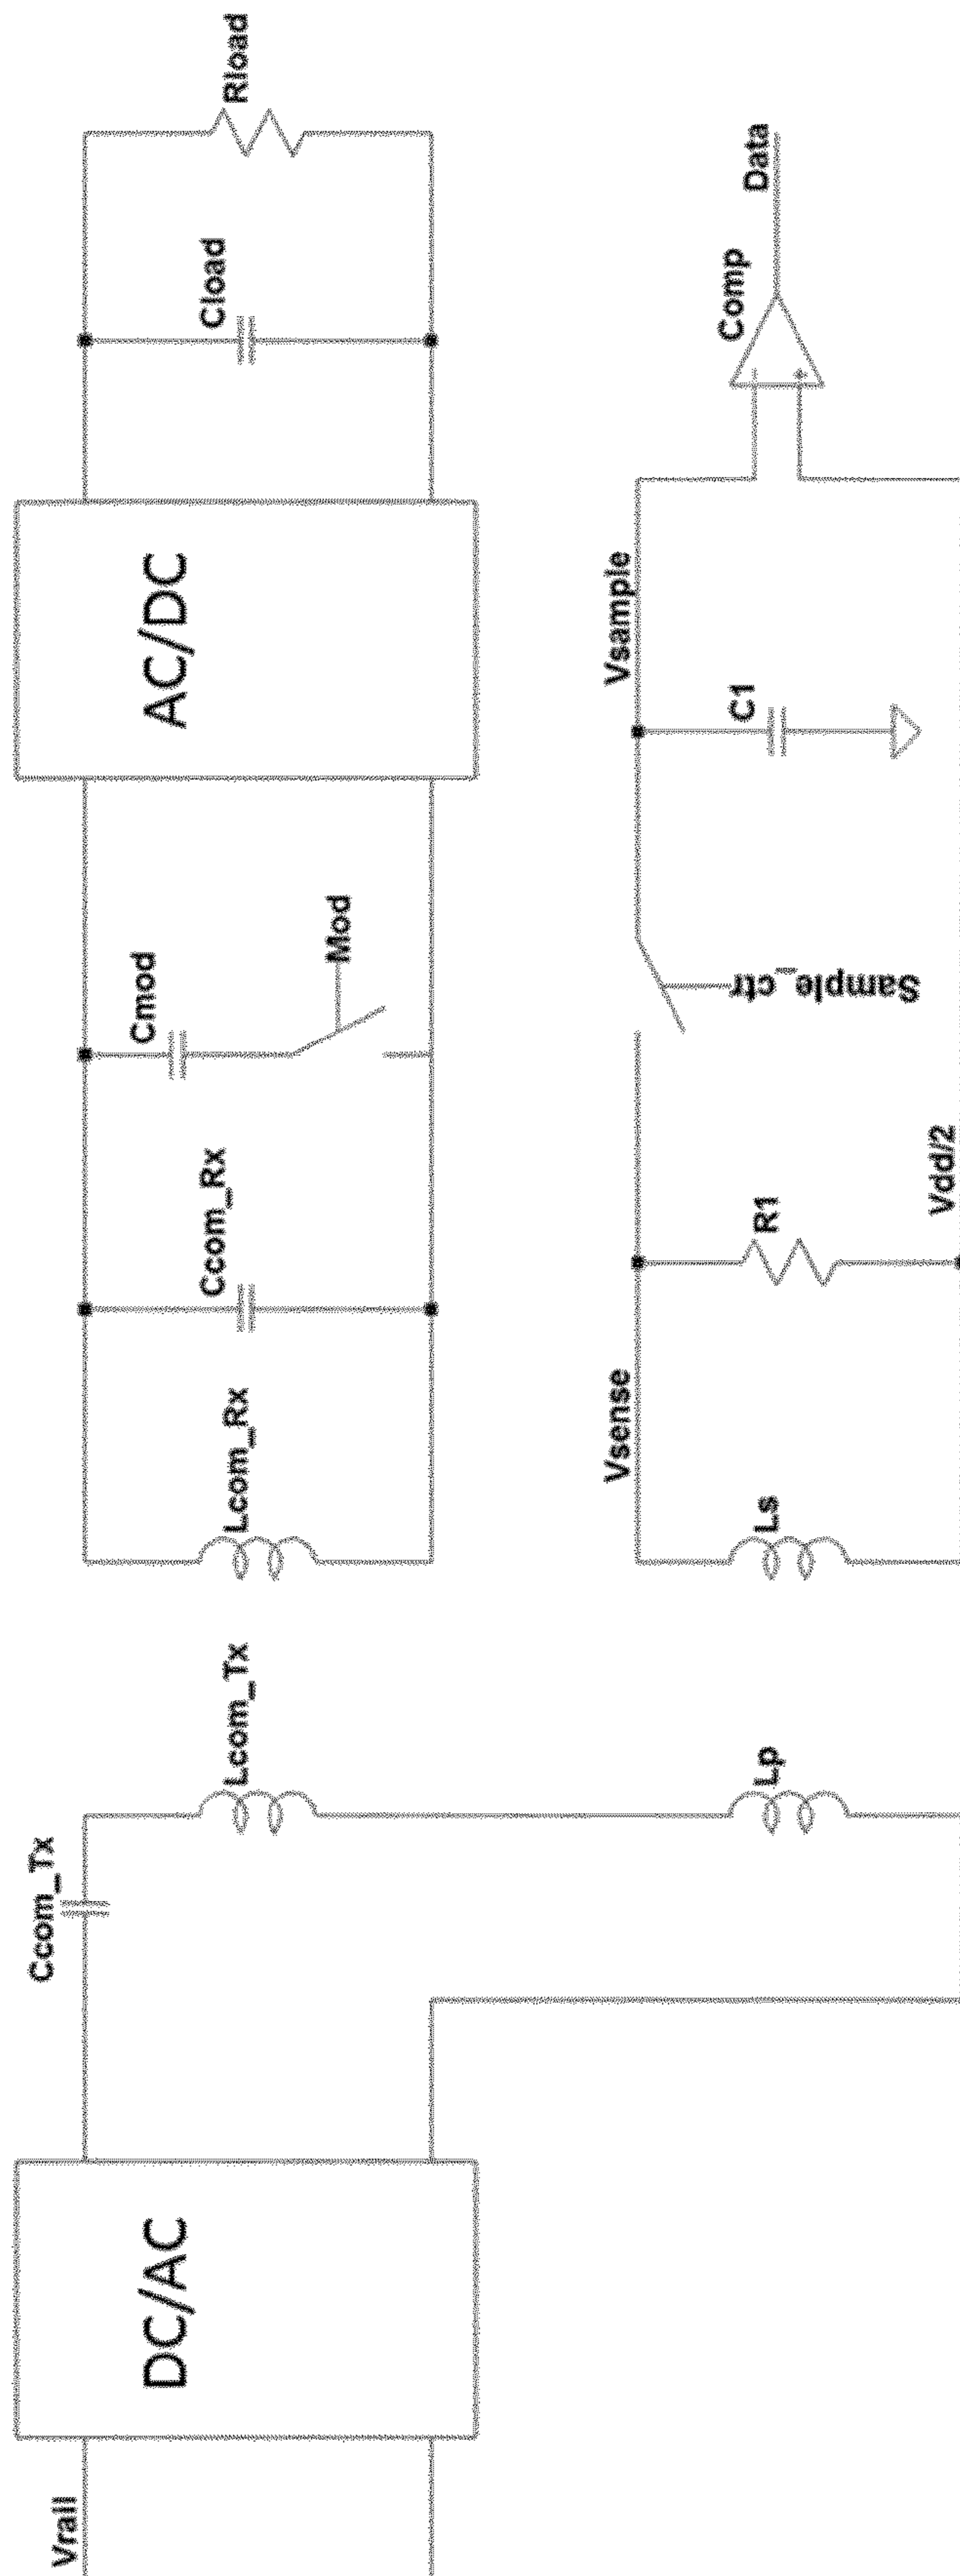 Vrail
DC/AC
Ccom_Tx
Lcom_Tx
Lp
Lcom_Rx
Ccom_Rx
Cmod
Mod
AC/DC
Cload
Rload
Ls
Vsense
R1
Vdd/2
Sample_ctr
C1
Vsample
Comp
- 
+
Data